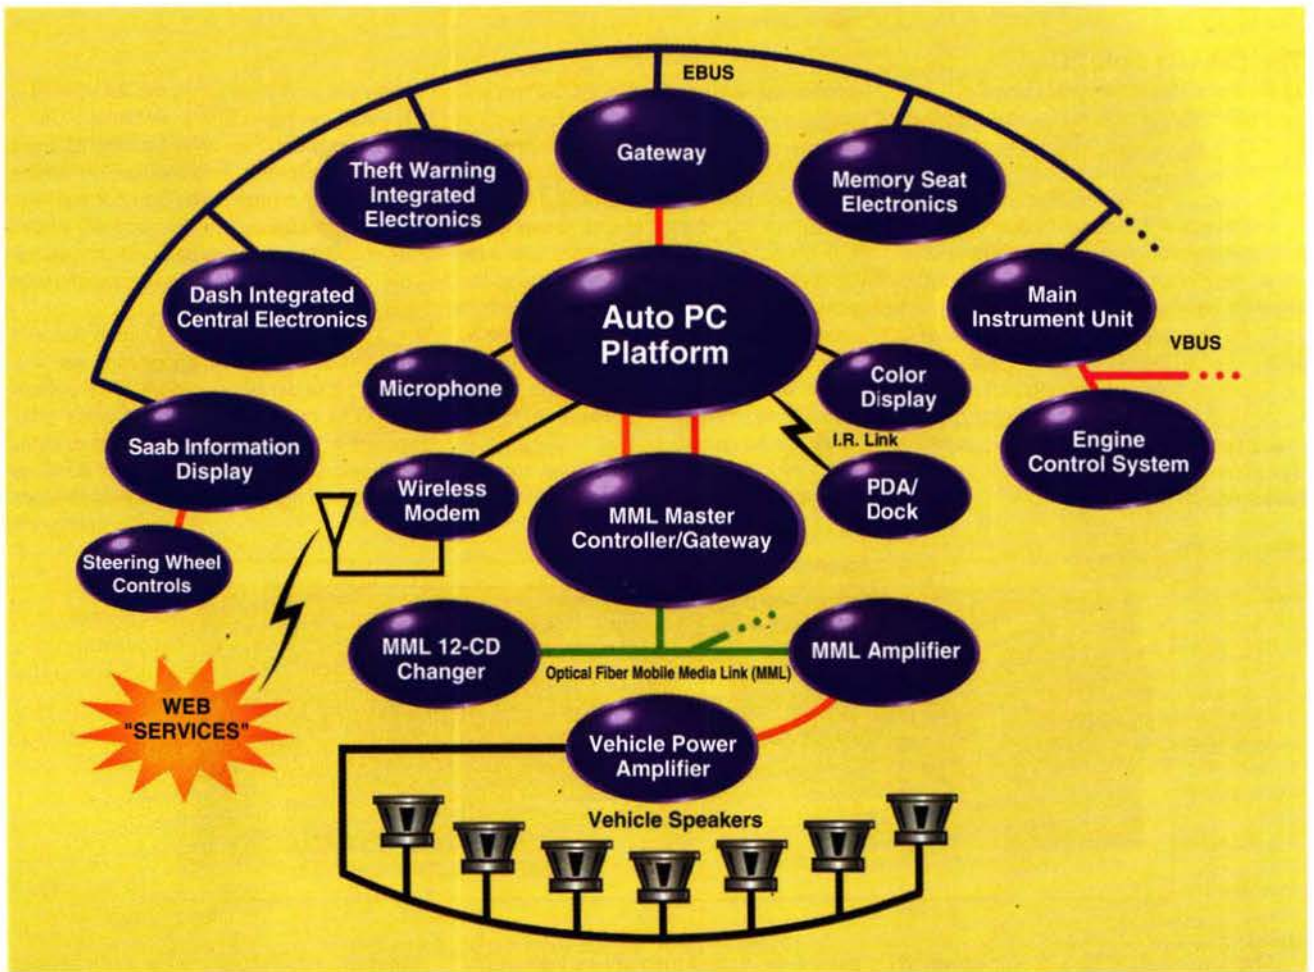 EBUS
Gateway
Theft Warning
Integrated
Electronics
Memory Seat
Electronics
Dash Integrated
Central Electronics
Auto PC
Platform
Main
Instrument Unit
VBUS
Microphone
Color
Display
I.R. Link
Saab Information
Display
Engine
Control System
Wireless
Modem
PDA/
Dock
MML Master
Controller/Gateway
Steering Wheel
Controls
MML 12-CD
Changer
MML Amplifier
Optical Fiber Mobile Media Link (MML)
WEB
"SERVICES"
Vehicle Power
Amplifier
Vehicle Speakers